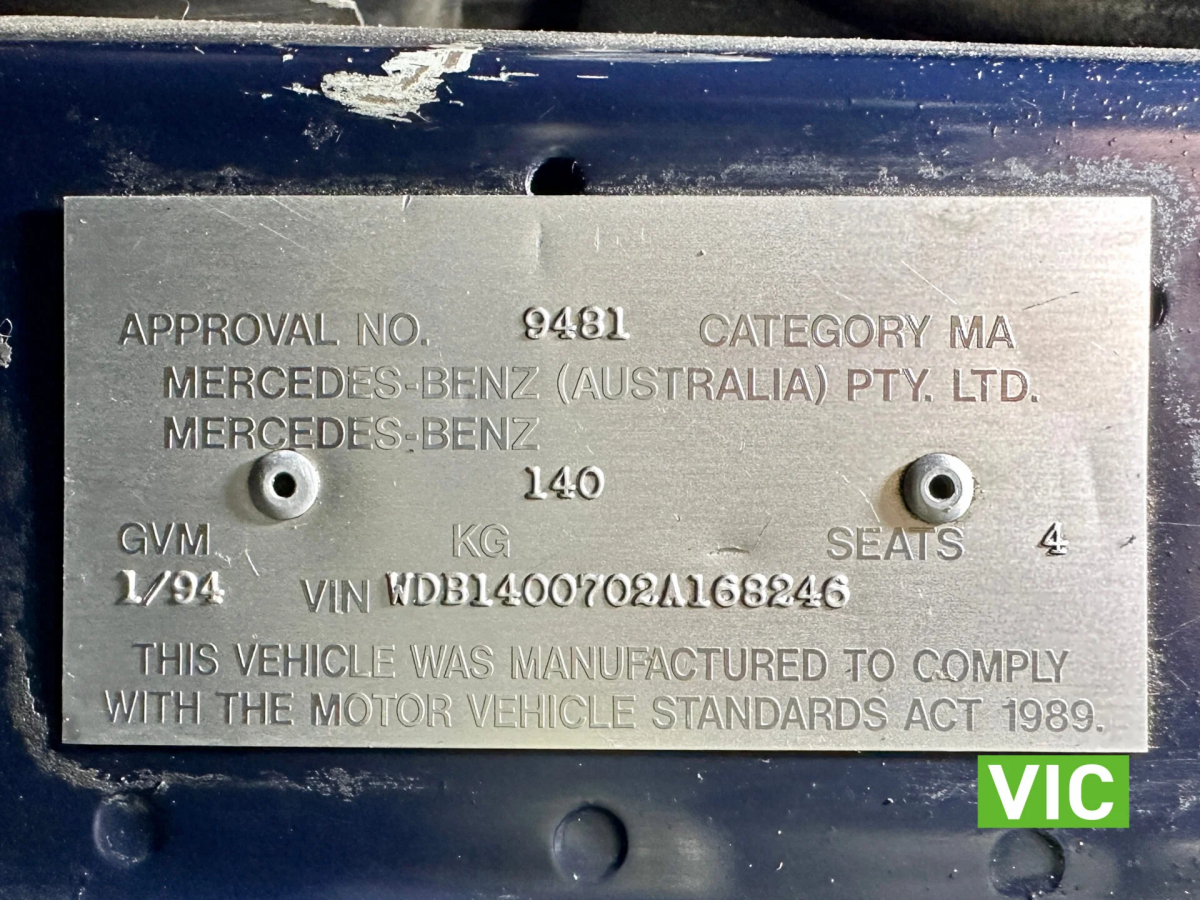 APPROVAL NO. 9481 CATEGORY MA
MERCEDES-BENZ (AUSTRALIA) PTY. LTD.
MERCEDES-BENZ
140
GVM KG SEATS 4
1/94 VIN WDB1400702A168246
THIS VEHICLE WAS MANUFACTURED TO COMPLY
WITH THE MOTOR VEHICLE STANDARDS ACT 1989.
VIC